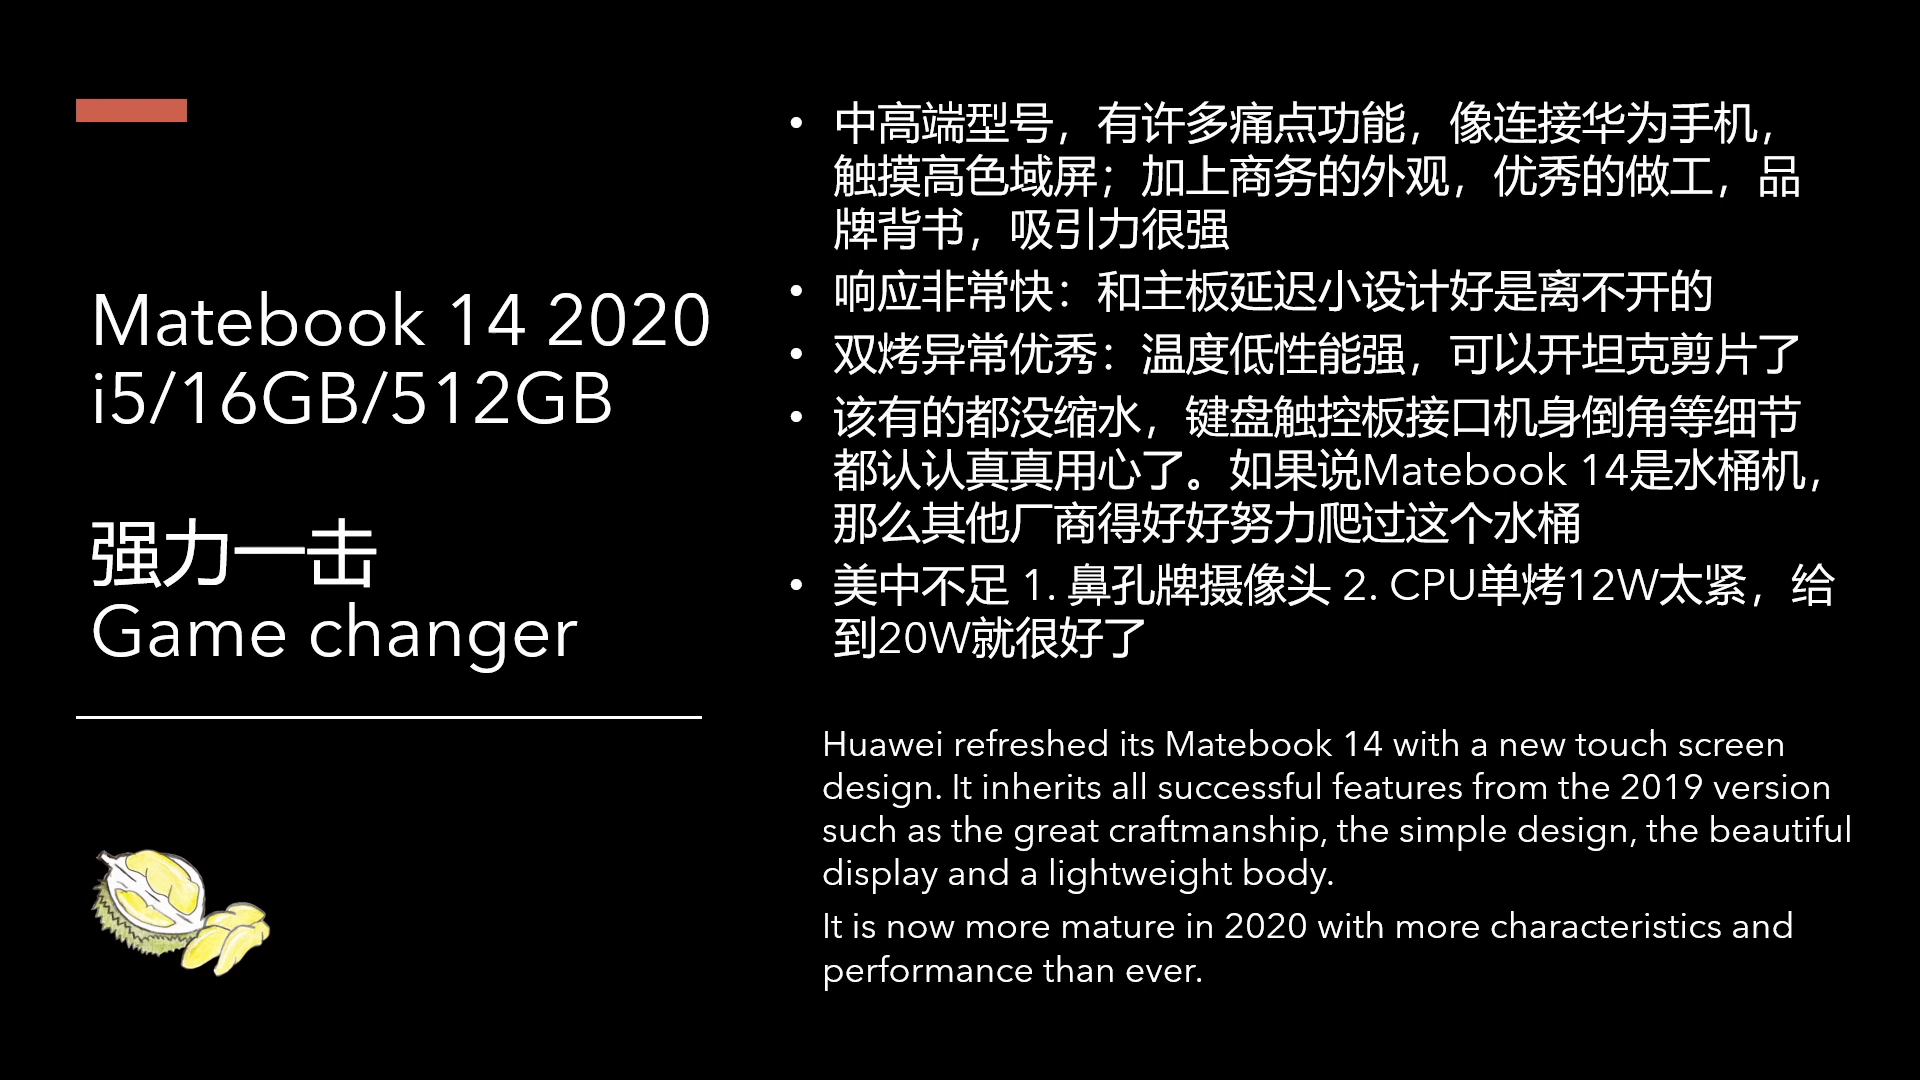 Matebook 14 2020
i5/16GB/512GB
强力一击
Game changer
• 中高端型号，有许多痛点功能，像连接华为手机，
触摸高色域屏；加上商务的外观，优秀的做工，品
牌背书，吸引力很强
• 响应非常快：和主板延迟小设计好是离不开的
• 双烤异常优秀：温度低性能强，可以开坦克剪片了
• 该有的都没缩水，键盘触控板接口机身倒角等细节
都认认真真用心了。如果说Matebook 14是水桶机，
那么其他厂商得好好努力爬过这个水桶
• 美中不足 1. 鼻孔牌摄像头 2. CPU单烤12W太紧，给
到20W就很好了
Huawei refreshed its Matebook 14 with a new touch screen
design. It inherits all successful features from the 2019 version
such as the great craftmanship, the simple design, the beautiful
display and a lightweight body.
It is now more mature in 2020 with more characteristics and
performance than ever.